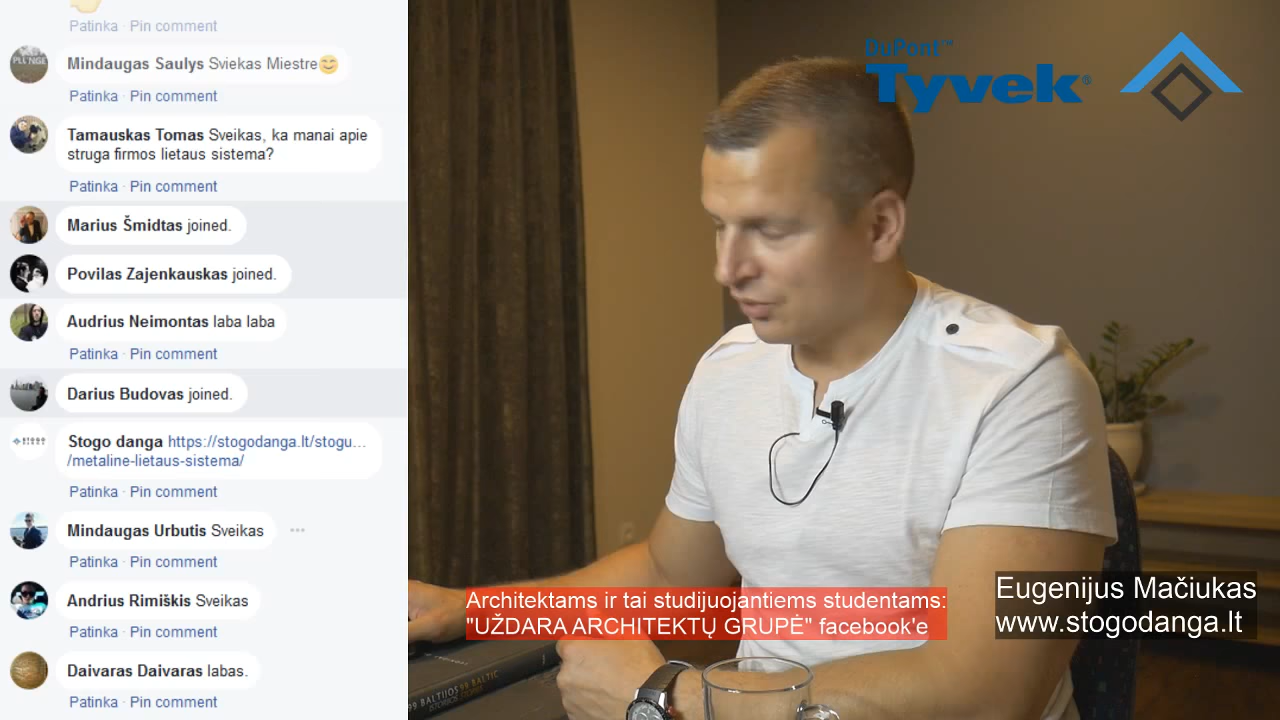 Patinka · Pin comment
Mindaugas Saulys Sviekas Miestre
Patinka · Pin comment
Tamauskas Tomas Sveikas, ka manai apie
struga firmos lietaus sistema?
Patinka · Pin comment
Marius Šmidtas joined.
Povilas Zajenkauskas joined.
Audrius Neimontas laba laba
Patinka · Pin comment
Darius Budovas joined.
Stogo danga https://stogodanga.lt/stogu...
/metaline-lietaus-sistema/
Patinka · Pin comment
Mindaugas Urbutis Sveikas
Patinka · Pin comment
Andrius Rimiškis Sveikas
Patinka · Pin comment
Daivaras Daivaras labas.
Patinka · Pin comment
DuPont™
Tyvek®
Architektams ir tai studijuojantiems studentams:
"UŽDARA ARCHITEKTŲ GRUPĖ" facebook'e
Eugenijus Mačiukas
www.stogodanga.lt
99 BALTIJOS 99 BALTIC